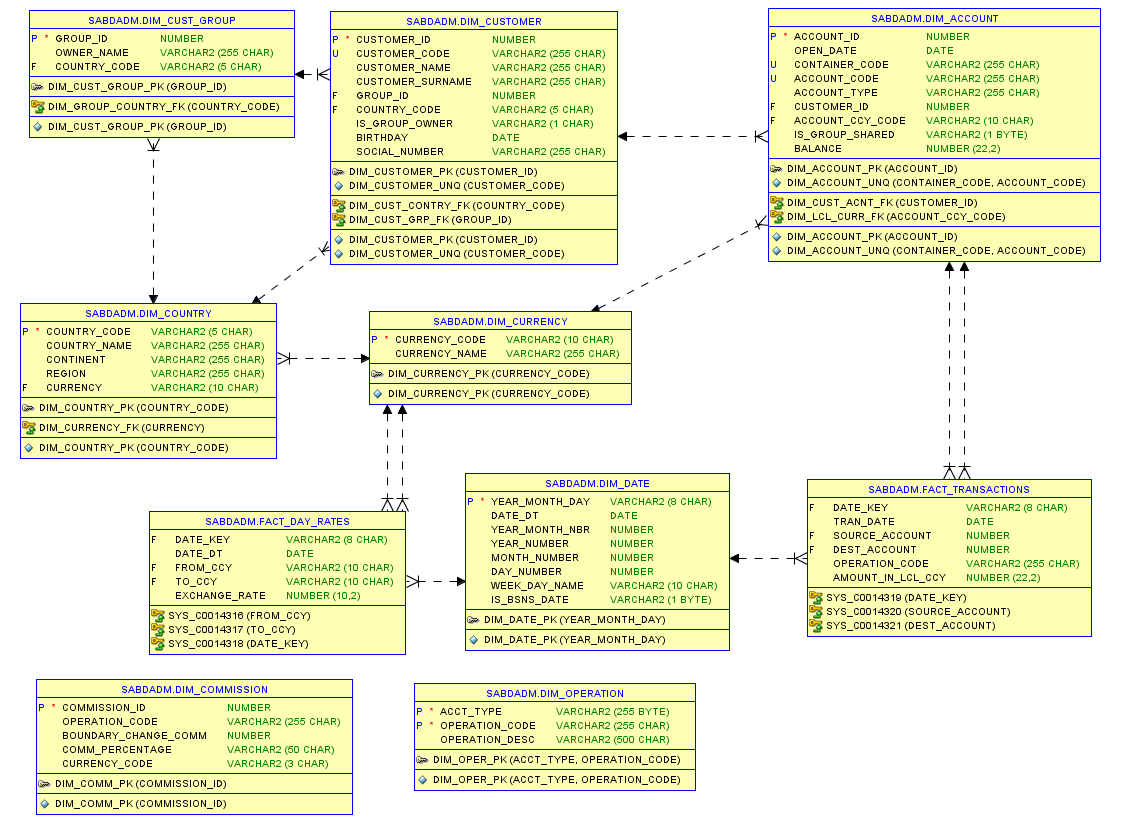 SABDADM.DIM_CUST_GROUP
P * GROUP_ID NUMBER
OWNER_NAME VARCHAR2 (255 CHAR)
F COUNTRY_CODE VARCHAR2 (5 CHAR)
DIM_CUST_GROUP_PK (GROUP_ID)
DIM_GROUP_COUNTRY_FK (COUNTRY_CODE)
DIM_CUST_GROUP_PK (GROUP_ID)
SABDADM.DIM_CUSTOMER
P * CUSTOMER_ID NUMBER
U CUSTOMER_CODE VARCHAR2 (255 CHAR)
CUSTOMER_NAME VARCHAR2 (255 CHAR)
CUSTOMER_SURNAME VARCHAR2 (255 CHAR)
F GROUP_ID NUMBER
F COUNTRY_CODE VARCHAR2 (5 CHAR)
IS_GROUP_OWNER VARCHAR2 (1 CHAR)
BIRTHDAY DATE
SOCIAL_NUMBER VARCHAR2 (255 CHAR)
DIM_CUSTOMER_PK (CUSTOMER_ID)
DIM_CUSTOMER_UNQ (CUSTOMER_CODE)
DIM_CUST_CONTRY_FK (COUNTRY_CODE)
DIM_CUST_GRP_FK (GROUP_ID)
DIM_CUSTOMER_PK (CUSTOMER_ID)
DIM_CUSTOMER_UNQ (CUSTOMER_CODE)
SABDADM.DIM_ACCOUNT
P * ACCOUNT_ID NUMBER
OPEN_DATE DATE
U CONTAINER_CODE VARCHAR2 (255 CHAR)
U ACCOUNT_CODE VARCHAR2 (255 CHAR)
ACCOUNT_TYPE VARCHAR2 (255 CHAR)
F CUSTOMER_ID NUMBER
F ACCOUNT_CCY_CODE VARCHAR2 (10 CHAR)
IS_GROUP_SHARED VARCHAR2 (1 BYTE)
BALANCE NUMBER (22,2)
DIM_ACCOUNT_PK (ACCOUNT_ID)
DIM_ACCOUNT_UNQ (CONTAINER_CODE, ACCOUNT_CODE)
DIM_CUST_ACNT_FK (CUSTOMER_ID)
DIM_LCL_CURR_FK (ACCOUNT_CCY_CODE)
DIM_ACCOUNT_PK (ACCOUNT_ID)
DIM_ACCOUNT_UNQ (CONTAINER_CODE, ACCOUNT_CODE)
SABDADM.DIM_COUNTRY
P * COUNTRY_CODE VARCHAR2 (5 CHAR)
COUNTRY_NAME VARCHAR2 (255 CHAR)
CONTINENT VARCHAR2 (255 CHAR)
REGION VARCHAR2 (255 CHAR)
F CURRENCY VARCHAR2 (10 CHAR)
DIM_COUNTRY_PK (COUNTRY_CODE)
DIM_CURRENCY_FK (CURRENCY)
DIM_COUNTRY_PK (COUNTRY_CODE)
SABDADM.DIM_CURRENCY
P * CURRENCY_CODE VARCHAR2 (10 CHAR)
CURRENCY_NAME VARCHAR2 (255 CHAR)
DIM_CURRENCY_PK (CURRENCY_CODE)
DIM_CURRENCY_PK (CURRENCY_CODE)
SABDADM.FACT_DAY_RATES
F DATE_KEY VARCHAR2 (8 CHAR)
DATE_DT DATE
F FROM_CCY VARCHAR2 (10 CHAR)
F TO_CCY VARCHAR2 (10 CHAR)
EXCHANGE_RATE NUMBER (10,2)
SYS_C0014316 (FROM_CCY)
SYS_C0014317 (TO_CCY)
SYS_C0014318 (DATE_KEY)
SABDADM.DIM_DATE
P * YEAR_MONTH_DAY VARCHAR2 (8 CHAR)
DATE_DT DATE
YEAR_MONTH_NBR NUMBER
YEAR_NUMBER NUMBER
MONTH_NUMBER NUMBER
DAY_NUMBER NUMBER
WEEK_DAY_NAME VARCHAR2 (10 CHAR)
IS_BSNS_DATE VARCHAR2 (1 BYTE)
DIM_DATE_PK (YEAR_MONTH_DAY)
DIM_DATE_PK (YEAR_MONTH_DAY)
SABDADM.FACT_TRANSACTIONS
F DATE_KEY VARCHAR2 (8 CHAR)
TRAN_DATE DATE
F SOURCE_ACCOUNT NUMBER
F DEST_ACCOUNT NUMBER
OPERATION_CODE VARCHAR2 (255 CHAR)
AMOUNT_IN_LCL_CCY NUMBER (22,2)
SYS_C0014319 (DATE_KEY)
SYS_C0014320 (SOURCE_ACCOUNT)
SYS_C0014321 (DEST_ACCOUNT)
SABDADM.DIM_COMMISSION
P * COMMISSION_ID NUMBER
OPERATION_CODE VARCHAR2 (255 CHAR)
BOUNDARY_CHANGE_COMM NUMBER
COMM_PERCENTAGE VARCHAR2 (50 CHAR)
CURRENCY_CODE VARCHAR2 (3 CHAR)
DIM_COMM_PK (COMMISSION_ID)
DIM_COMM_PK (COMMISSION_ID)
SABDADM.DIM_OPERATION
P * ACCT_TYPE VARCHAR2 (255 BYTE)
P * OPERATION_CODE VARCHAR2 (255 CHAR)
OPERATION_DESC VARCHAR2 (500 CHAR)
DIM_OPER_PK (ACCT_TYPE, OPERATION_CODE)
DIM_OPER_PK (ACCT_TYPE, OPERATION_CODE)